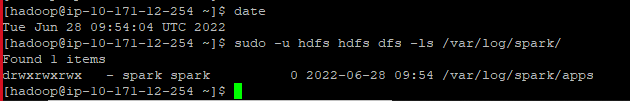 [hadoop@ip-10-171-12-254 ~]$ date
Tue Jun 28 09:54:04 UTC 2022
[hadoop@ip-10-171-12-254 ~]$ sudo -u hdfs hdfs dfs -ls /var/log/spark/
Found 1 items
drwxrwxrwx   - spark spark          0 2022-06-28 09:54 /var/log/spark/apps
[hadoop@ip-10-171-12-254 ~]$